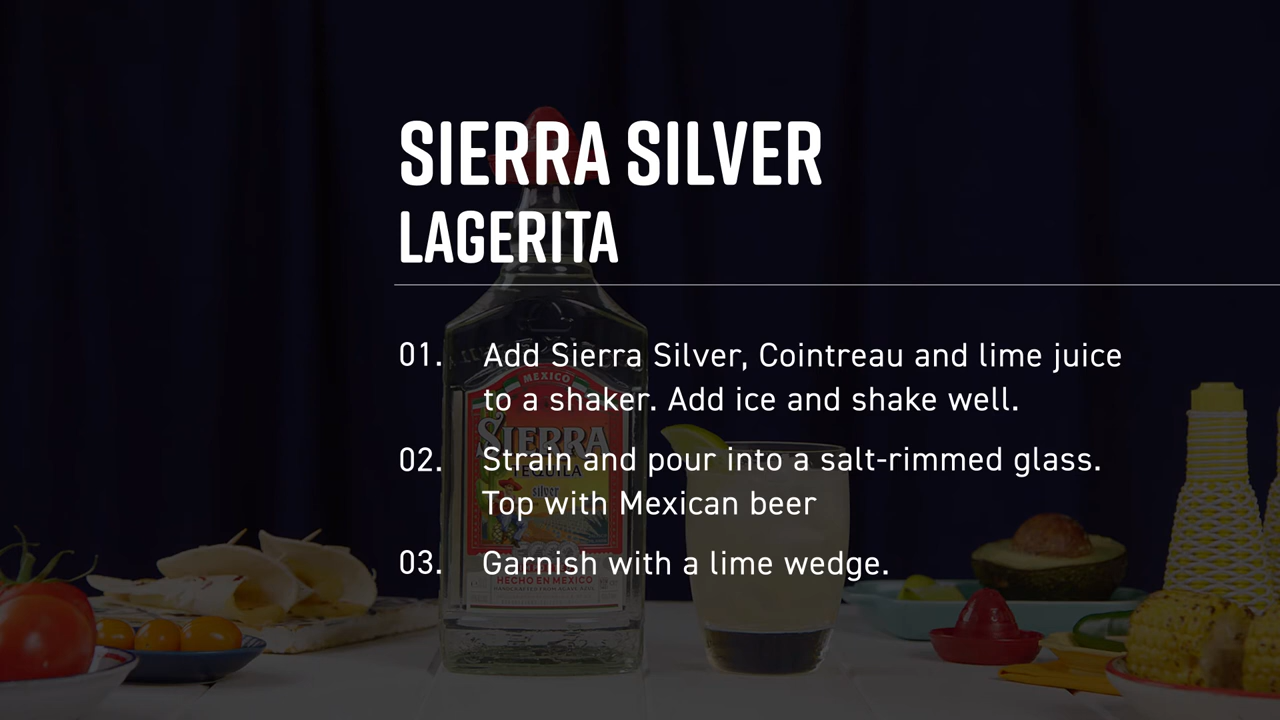 SIERRA SILVER
LAGERITA
01. Add Sierra Silver, Cointreau and lime juice
to a shaker. Add ice and shake well.
02. Strain and pour into a salt-rimmed glass.
Top with Mexican beer
03. Garnish with a lime wedge.
MEXICO
SIERRA
TEQUILA
silver
HECHO EN MEXICO